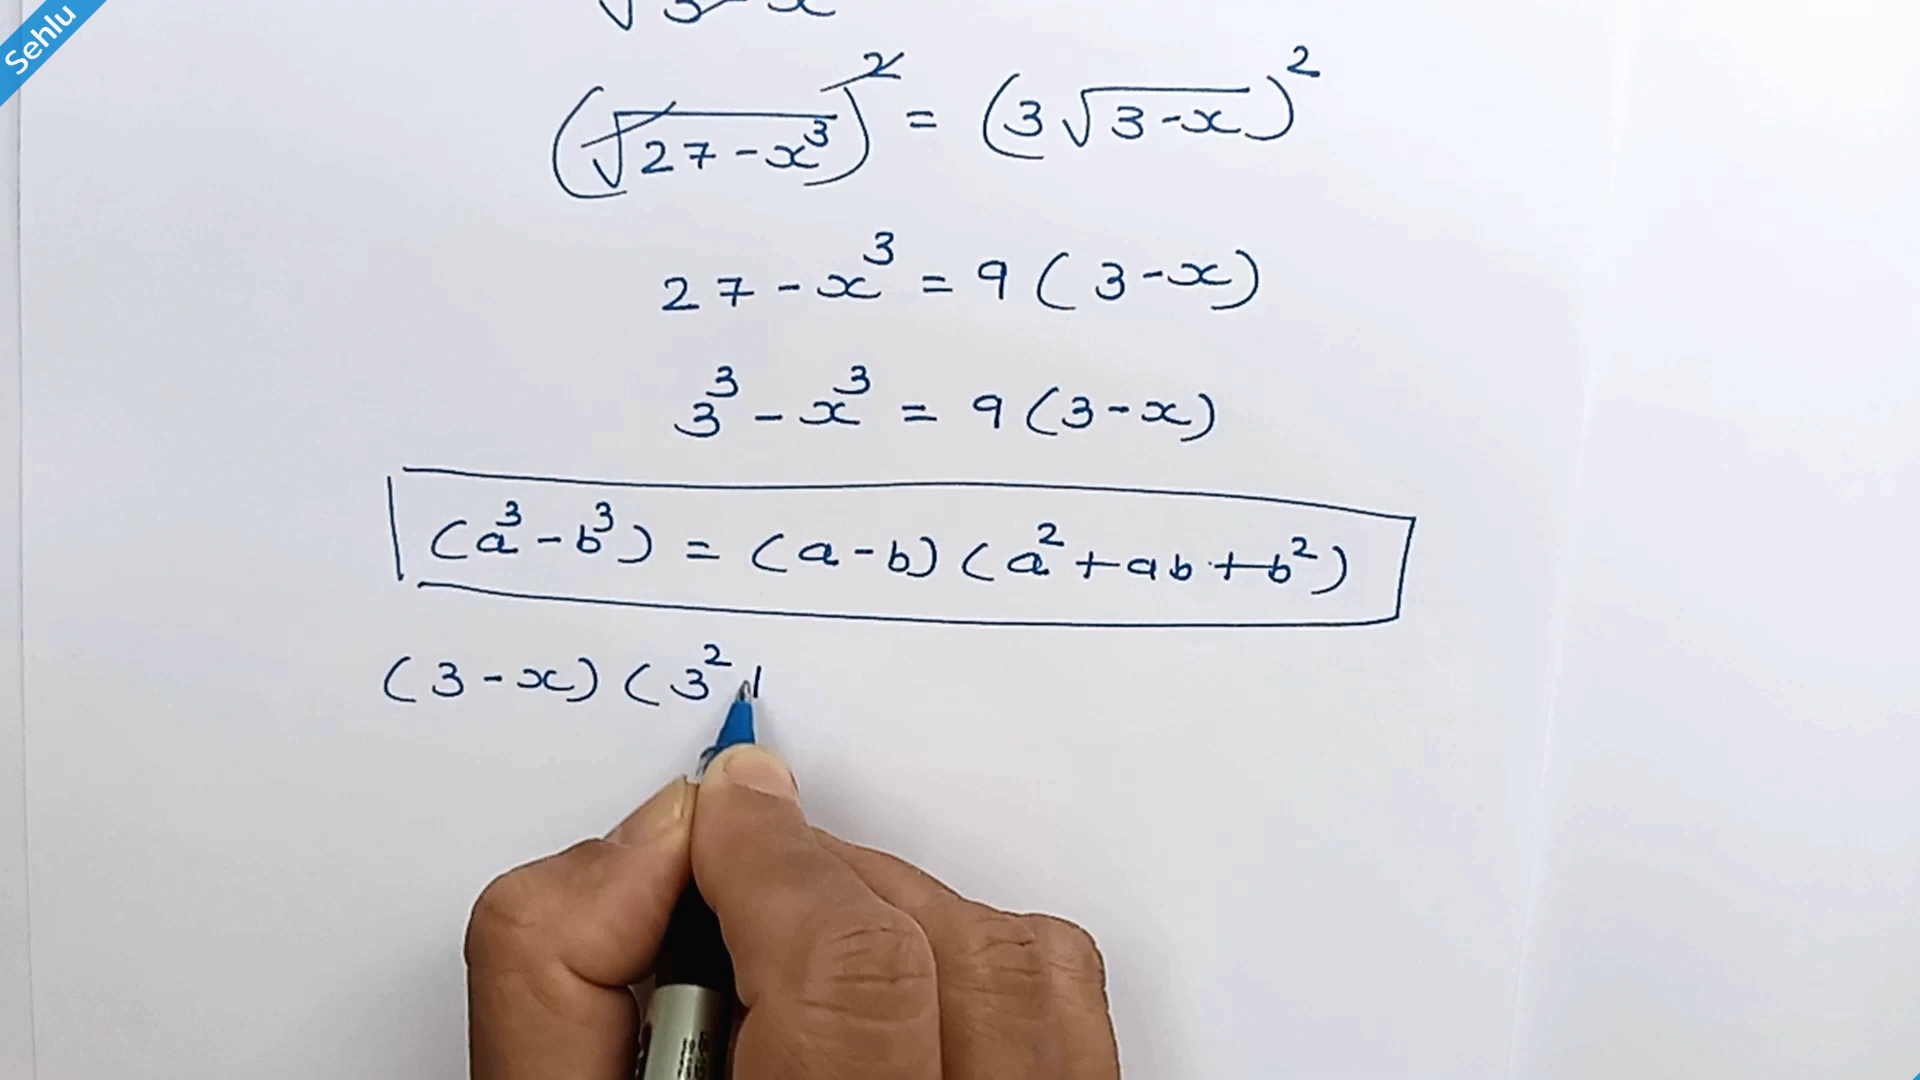 Sehlu
√3-x
(√27-x³)² = (3√3-x)²
27-x³ = 9(3-x)
3³-x³ = 9(3-x)
(a³-b³) = (a-b)(a²+ab+b²)
(3-x)(3²